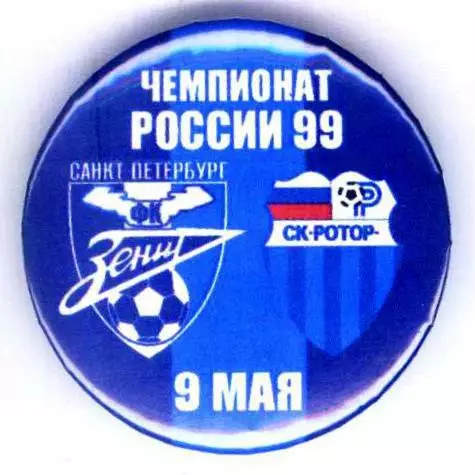 ЧЕМПИОНАТ
РОССИИ 99
САНКТ ПЕТЕРБУРГ
ФК
Зенит
Р
СК-РОТОР-
9 МАЯ